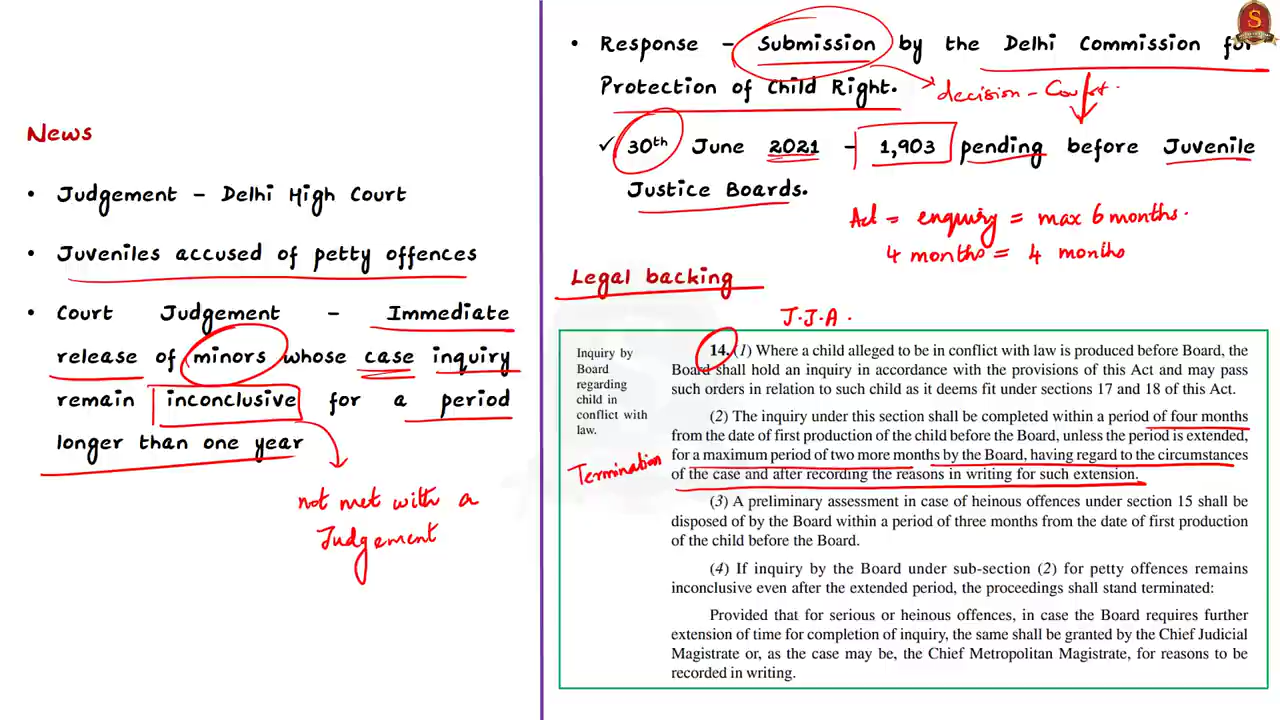 News
• Judgement – Delhi High Court
• Juveniles accused of petty offences
• Court Judgement – Immediate
release of minors whose case inquiry
remain inconclusive for a period
longer than one year
not met with a
Judgement
• Response – Submission by the Delhi Commission for
Protection of Child Right.
decision – Court.
✓ 30th June 2021 – 1,903 pending before Juvenile
Justice Boards.
Act = enquiry = max 6 months.
4 months = 4 months
Legal backing
J.J.A.
Inquiry by
Board
regarding
child in
conflict with
law.
Termination
14. (1) Where a child alleged to be in conflict with law is produced before Board, the
Board shall hold an inquiry in accordance with the provisions of this Act and may pass
such orders in relation to such child as it deems fit under sections 17 and 18 of this Act.
(2) The inquiry under this section shall be completed within a period of four months
from the date of first production of the child before the Board, unless the period is extended,
for a maximum period of two more months by the Board, having regard to the circumstances
of the case and after recording the reasons in writing for such extension.
(3) A preliminary assessment in case of heinous offences under section 15 shall be
disposed of by the Board within a period of three months from the date of first production
of the child before the Board.
(4) If inquiry by the Board under sub-section (2) for petty offences remains
inconclusive even after the extended period, the proceedings shall stand terminated:
Provided that for serious or heinous offences, in case the Board requires further
extension of time for completion of inquiry, the same shall be granted by the Chief Judicial
Magistrate or, as the case may be, the Chief Metropolitan Magistrate, for reasons to be
recorded in writing.
S